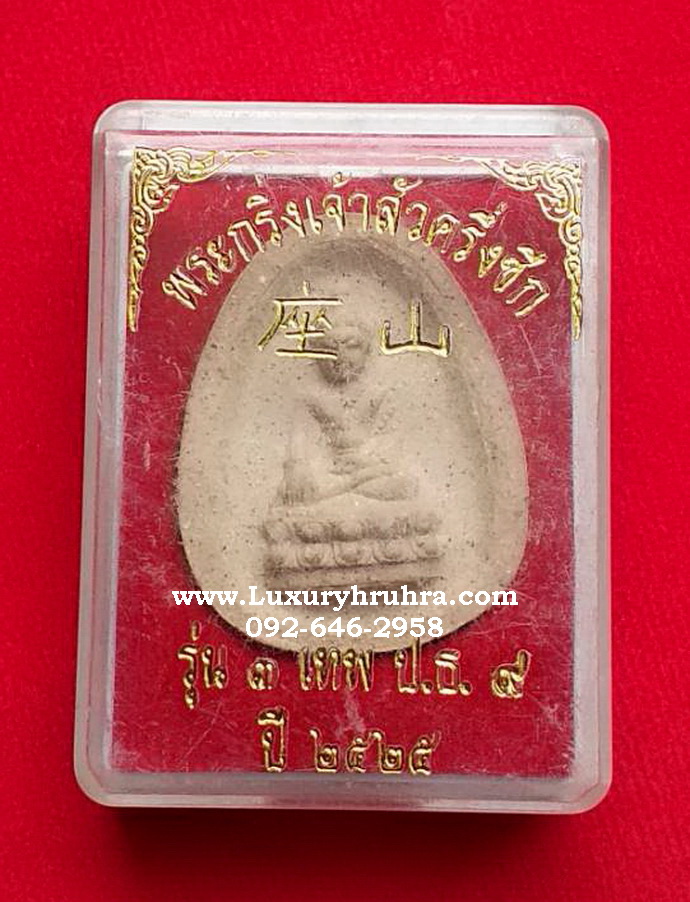 พระกริ่งเจ้าสัวครึ่งซีก
座山
www.Luxuryhruhra.com
092-646-2958
รุ่น ๓ เทพ ป.ธ. ๙
ปี ๒๕๒๕